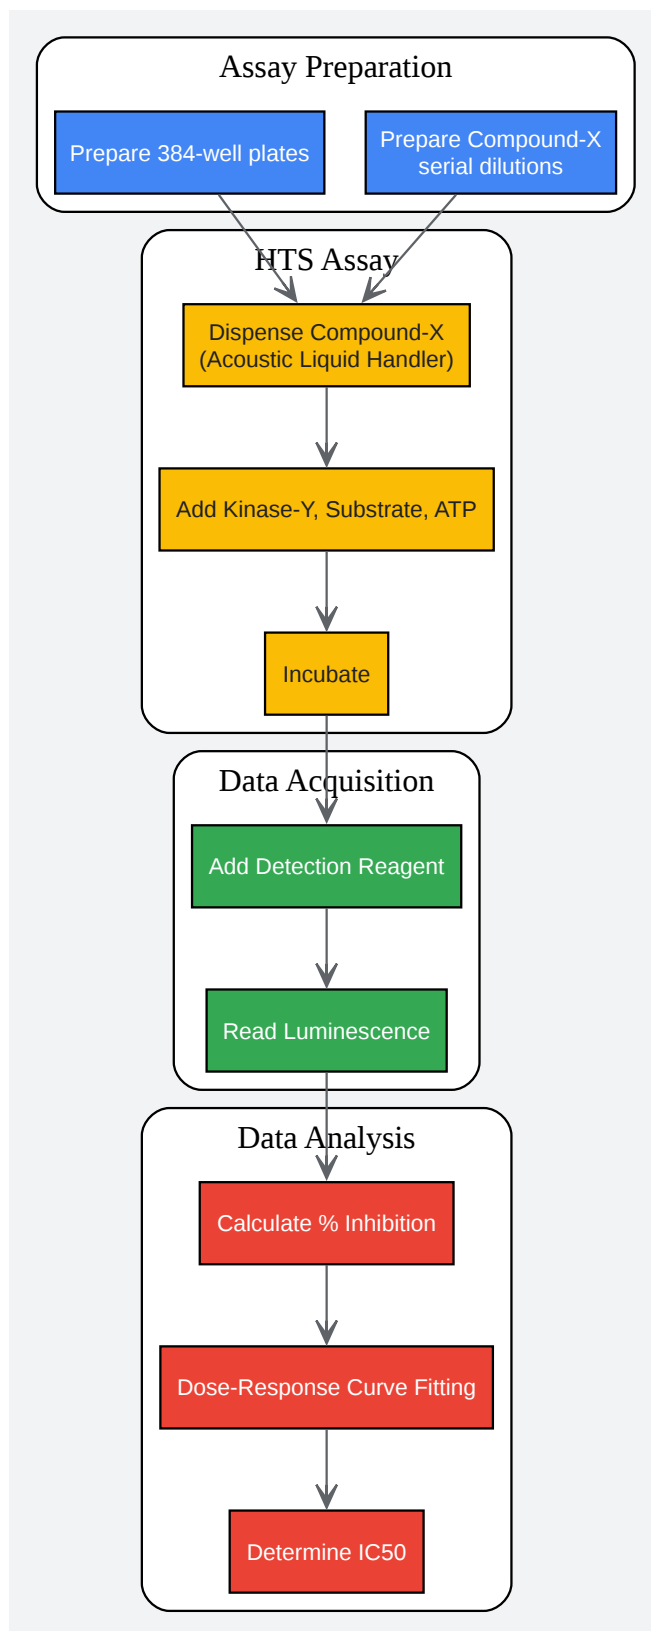 Assay Preparation
Prepare 384-well plates
Prepare Compound-X
serial dilutions
HTS Assay
Dispense Compound-X
(Acoustic Liquid Handler)
Add Kinase-Y, Substrate, ATP
Incubate
Data Acquisition
Add Detection Reagent
Read Luminescence
Data Analysis
Calculate % Inhibition
Dose-Response Curve Fitting
Determine IC50